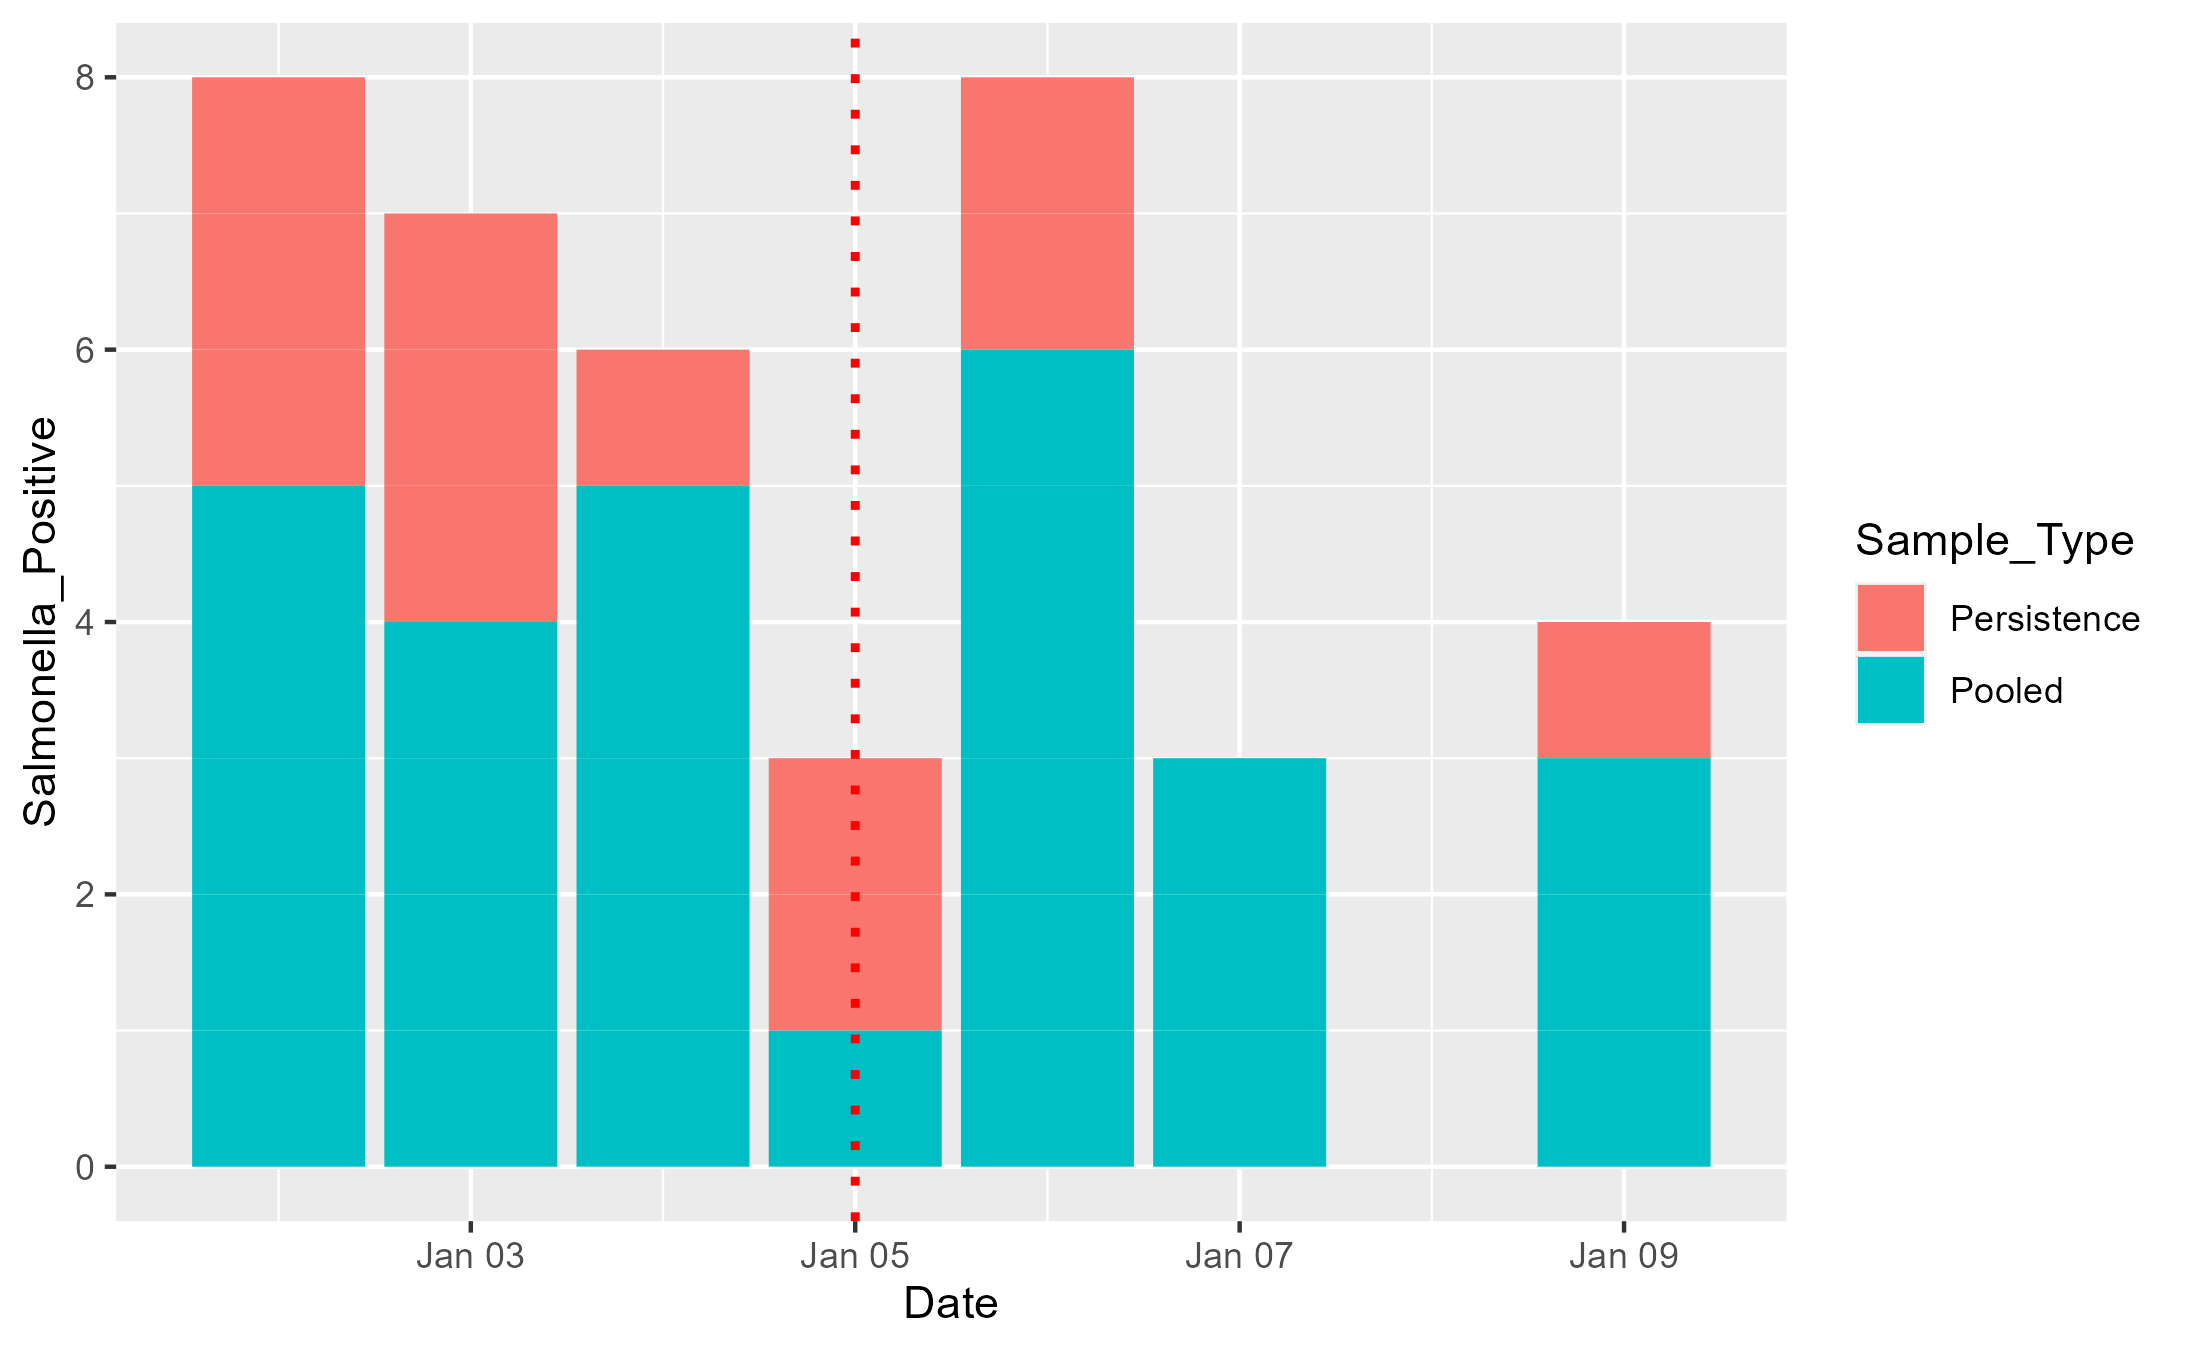 8
6
4
2
0
Salmonella_Positive
Jan 03
Jan 05
Jan 07
Jan 09
Date
Sample_Type
Persistence
Pooled